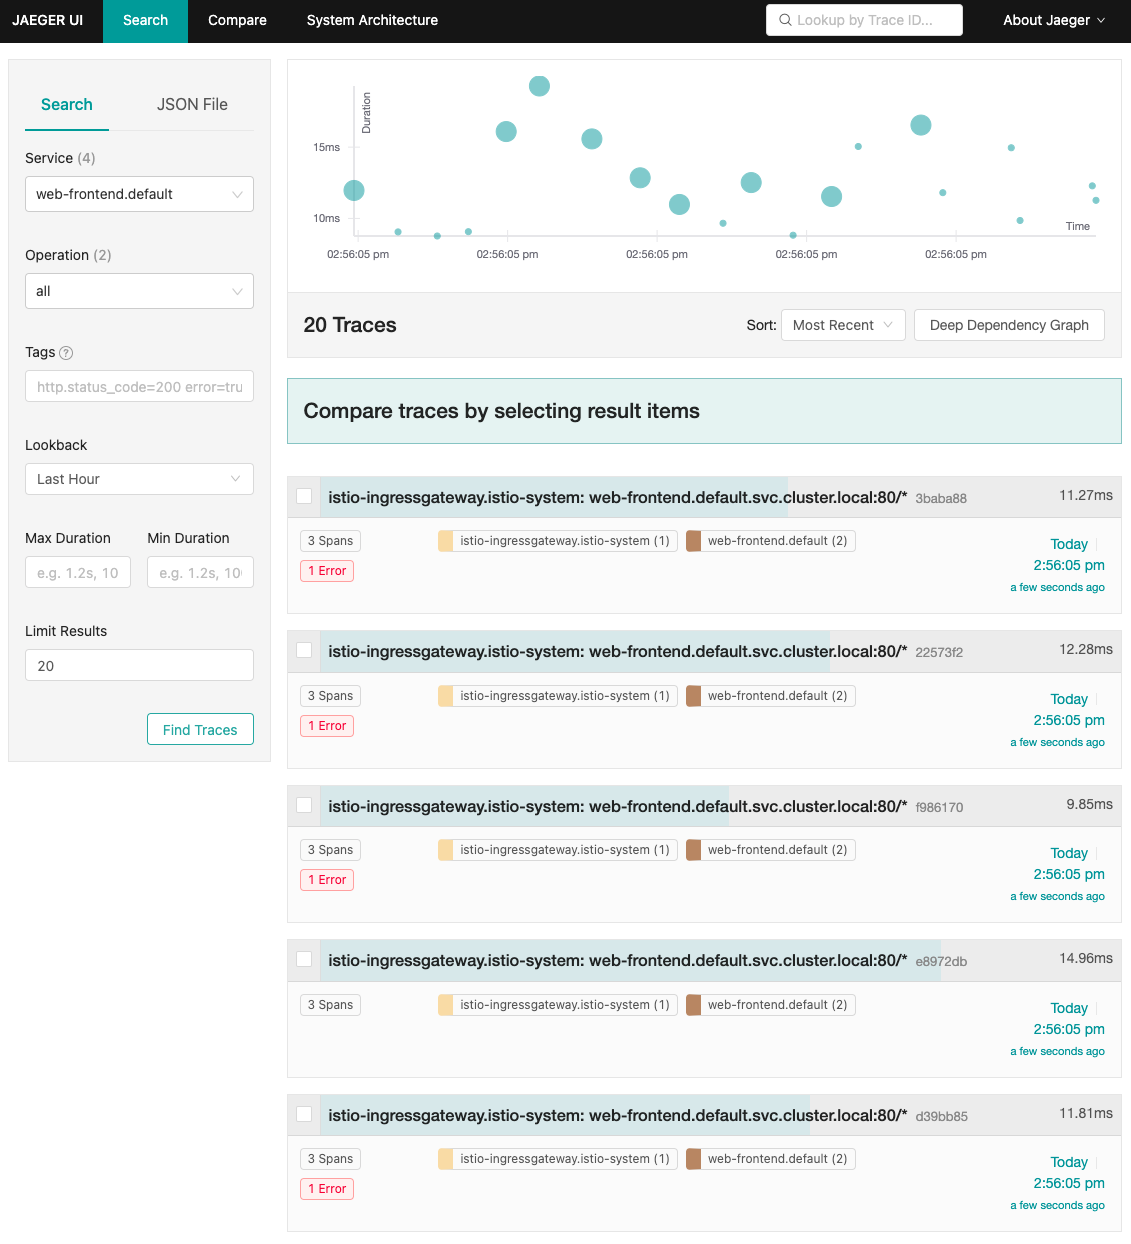 JAEGER UI Search Compare System Architecture Lookup by Trace ID... About Jaeger
Search JSON File
Service (4)
web-frontend.default
Operation (2)
all
Tags ?
http.status_code=200 error=tru
Lookback
Last Hour
Max Duration Min Duration
e.g. 1.2s, 10 e.g. 1.2s, 10
Limit Results
20
Find Traces
Duration
15ms
10ms
Time
02:56:05 pm 02:56:05 pm 02:56:05 pm 02:56:05 pm 02:56:05 pm
20 Traces Sort: Most Recent Deep Dependency Graph
Compare traces by selecting result items
istio-ingressgateway.istio-system: web-frontend.default.svc.cluster.local:80/* 3baba88 11.27ms
3 Spans istio-ingressgateway.istio-system (1) web-frontend.default (2) Today
1 Error 2:56:05 pm
a few seconds ago
istio-ingressgateway.istio-system: web-frontend.default.svc.cluster.local:80/* 22573f2 12.28ms
3 Spans istio-ingressgateway.istio-system (1) web-frontend.default (2) Today
1 Error 2:56:05 pm
a few seconds ago
istio-ingressgateway.istio-system: web-frontend.default.svc.cluster.local:80/* f986170 9.85ms
3 Spans istio-ingressgateway.istio-system (1) web-frontend.default (2) Today
1 Error 2:56:05 pm
a few seconds ago
istio-ingressgateway.istio-system: web-frontend.default.svc.cluster.local:80/* e8972db 14.96ms
3 Spans istio-ingressgateway.istio-system (1) web-frontend.default (2) Today
2:56:05 pm
a few seconds ago
istio-ingressgateway.istio-system: web-frontend.default.svc.cluster.local:80/* d39bb85 11.81ms
3 Spans istio-ingressgateway.istio-system (1) web-frontend.default (2) Today
1 Error 2:56:05 pm
a few seconds ago